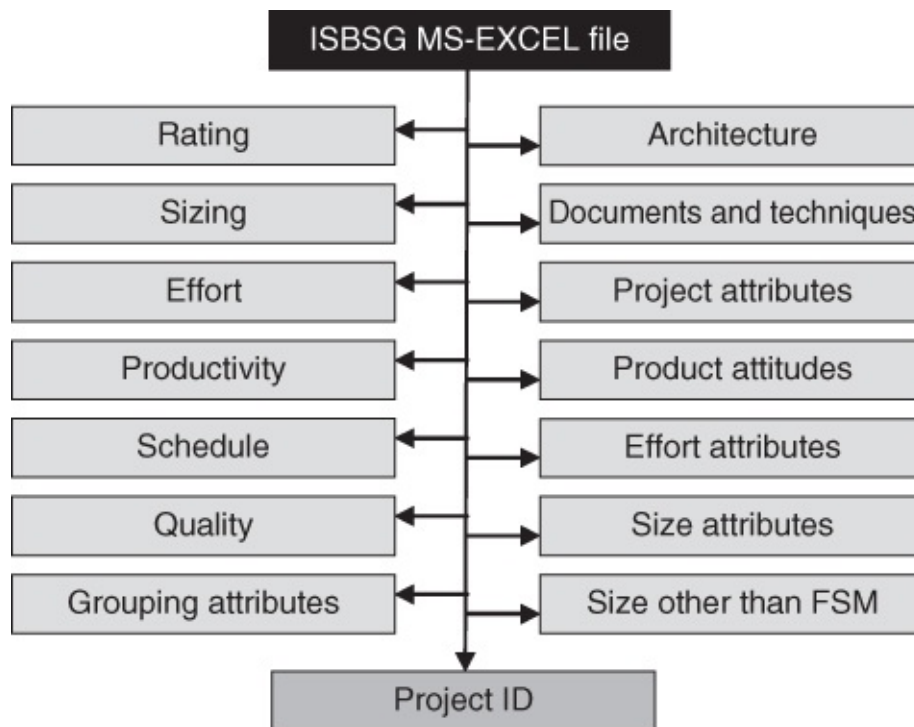 ISBSG MS-EXCEL file
Rating
Architecture
Sizing
Documents and techniques
Effort
Project attributes
Productivity
Product attitudes
Schedule
Effort attributes
Quality
Size attributes
Grouping attributes
Size other than FSM
Project ID